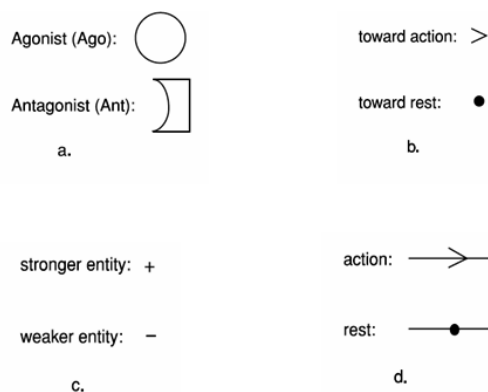 Agonist (Ago):
Antagonist (Ant):
a.
toward action: >
toward rest: •
b.
stronger entity: +
weaker entity: −
c.
action:
rest:
d.